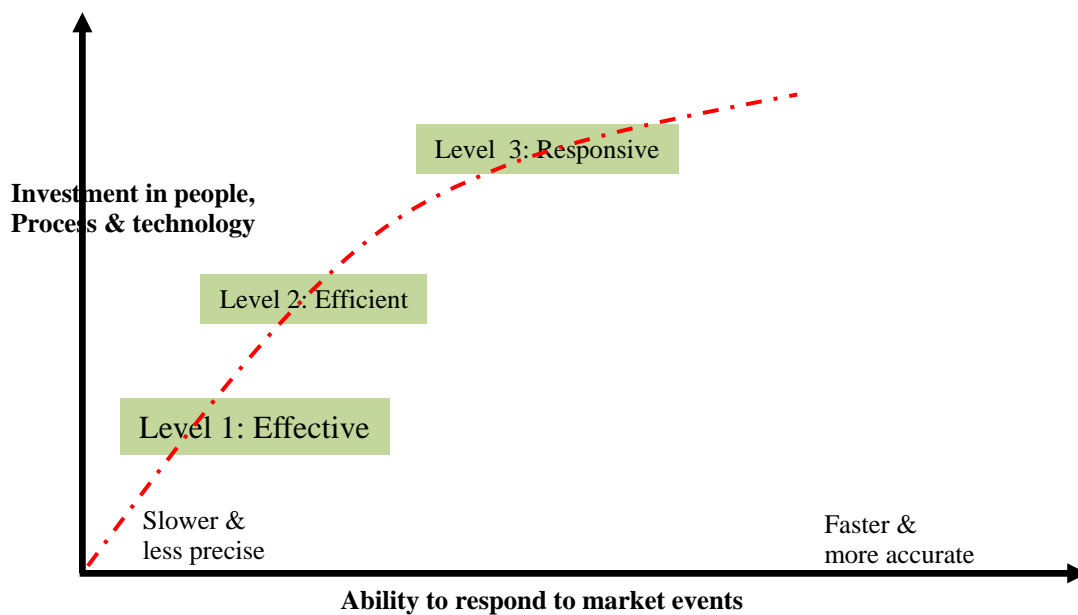 Level  3: Responsive
Investment in people,
Process & technology
Level 2: Efficient
Level 1: Effective
Slower &
less precise
Faster &
more accurate
Ability to respond to market events